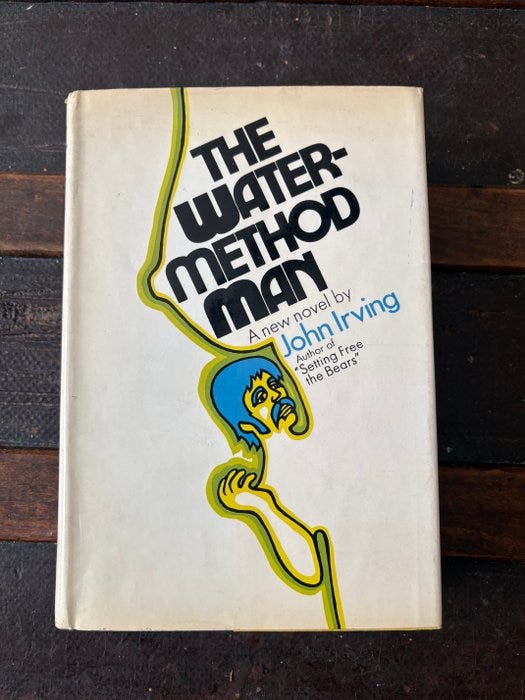 THE
WATER-
METHOD
MAN
A new novel by
John Irving
Author of
"Setting Free
the Bears"